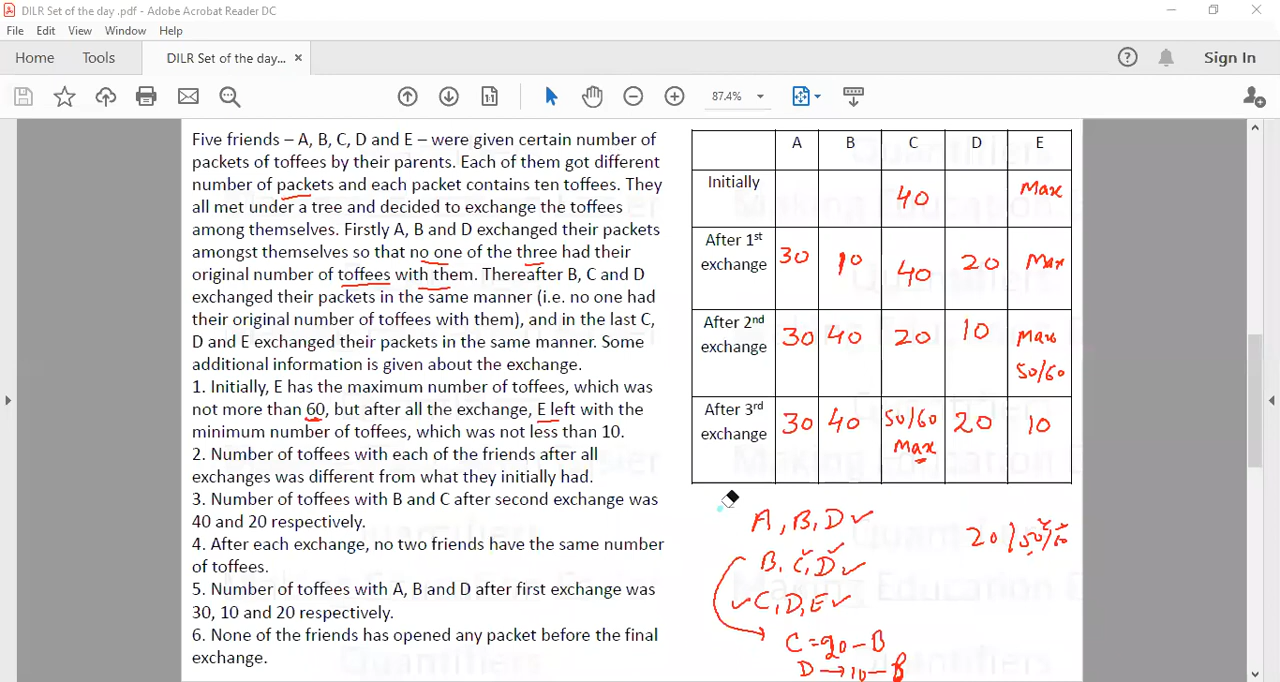 DILR Set of the day .pdf - Adobe Acrobat Reader DC
File Edit View Window Help
Home Tools DILR Set of the day... × Sign In
87.4%
Five friends – A, B, C, D and E – were given certain number of
packets of toffees by their parents. Each of them got different
number of packets and each packet contains ten toffees. They
all met under a tree and decided to exchange the toffees
among themselves. Firstly A, B and D exchanged their packets
amongst themselves so that no one of the three had their
original number of toffees with them. Thereafter B, C and D
exchanged their packets in the same manner (i.e. no one had
their original number of toffees with them), and in the last C,
D and E exchanged their packets in the same manner. Some
additional information is given about the exchange.
1. Initially, E has the maximum number of toffees, which was
not more than 60, but after all the exchange, E left with the
minimum number of toffees, which was not less than 10.
2. Number of toffees with each of the friends after all
exchanges was different from what they initially had.
3. Number of toffees with B and C after second exchange was
40 and 20 respectively.
4. After each exchange, no two friends have the same number
of toffees.
5. Number of toffees with A, B and D after first exchange was
30, 10 and 20 respectively.
6. None of the friends has opened any packet before the final
exchange.
A B C D E
Initially 40 Max
After 1st exchange 30 10 40 20 Max
After 2nd exchange 30 40 20 10 Max 50/60
After 3rd exchange 30 40 50/60 Max 20 10
A, B, D ✓
B, C, D ✓
✓ C, D, E ✓
C = 20 – B
D → 10 – B
20 / 50 / 60